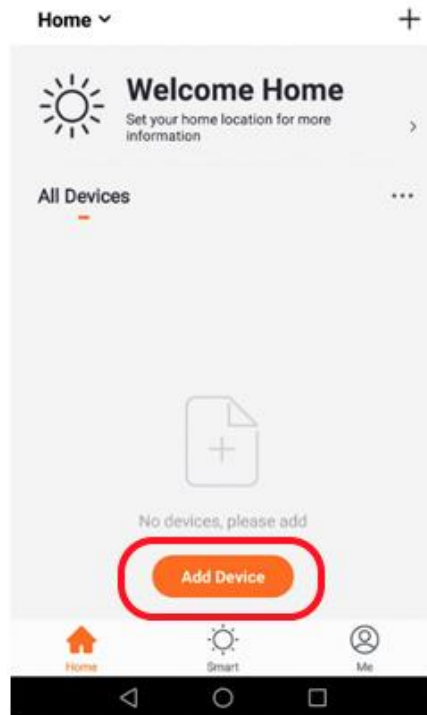 Home
Welcome Home
Set your home location for more
information
All Devices
No devices, please add
Add Device
Home
Smart
Me